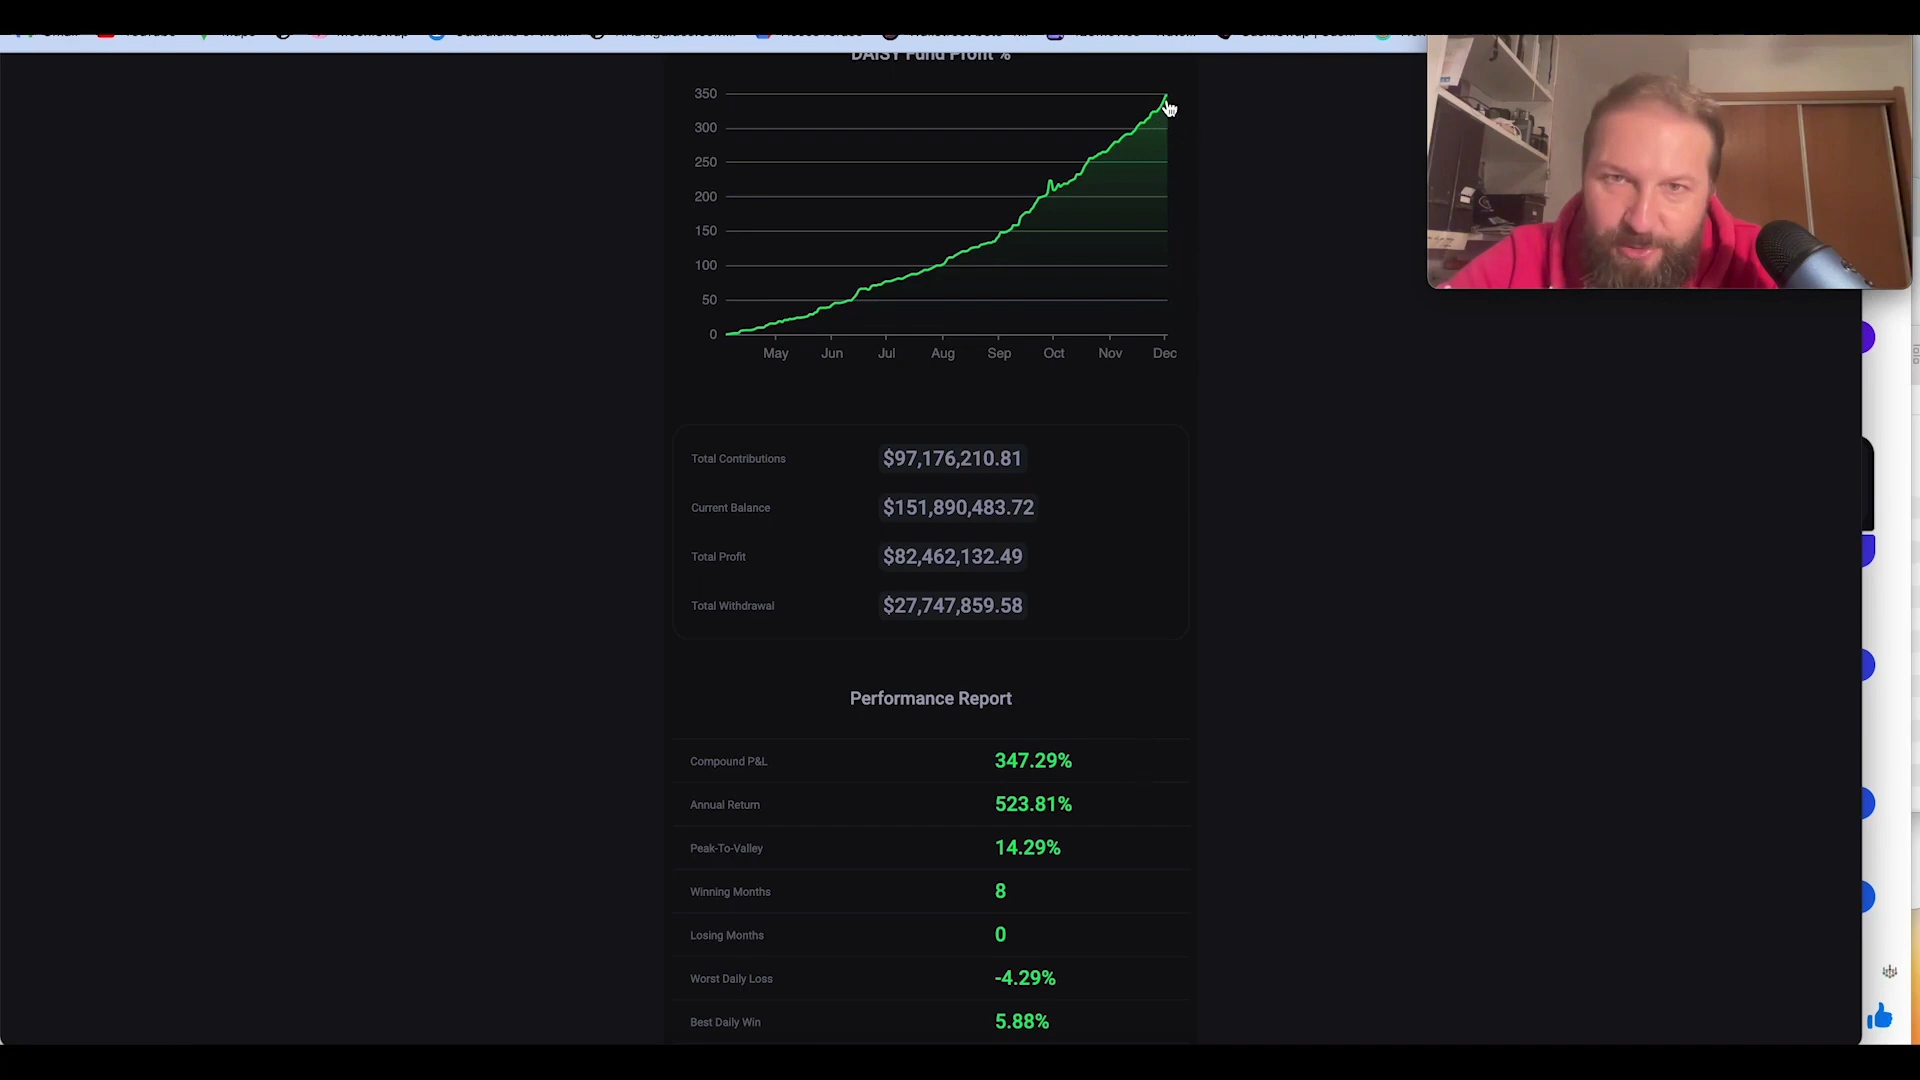 DAISY Fund Profit %
350
300
250
200
150
100
50
0
May Jun Jul Aug Sep Oct Nov Dec
Total Contributions $97,176,210.81
Current Balance $151,890,483.72
Total Profit $82,462,132.49
Total Withdrawal $27,747,859.58
Performance Report
Compound P&L 347.29%
Annual Return 523.81%
Peak-To-Valley 14.29%
Winning Months 8
Losing Months 0
Worst Daily Loss -4.29%
Best Daily Win 5.88%